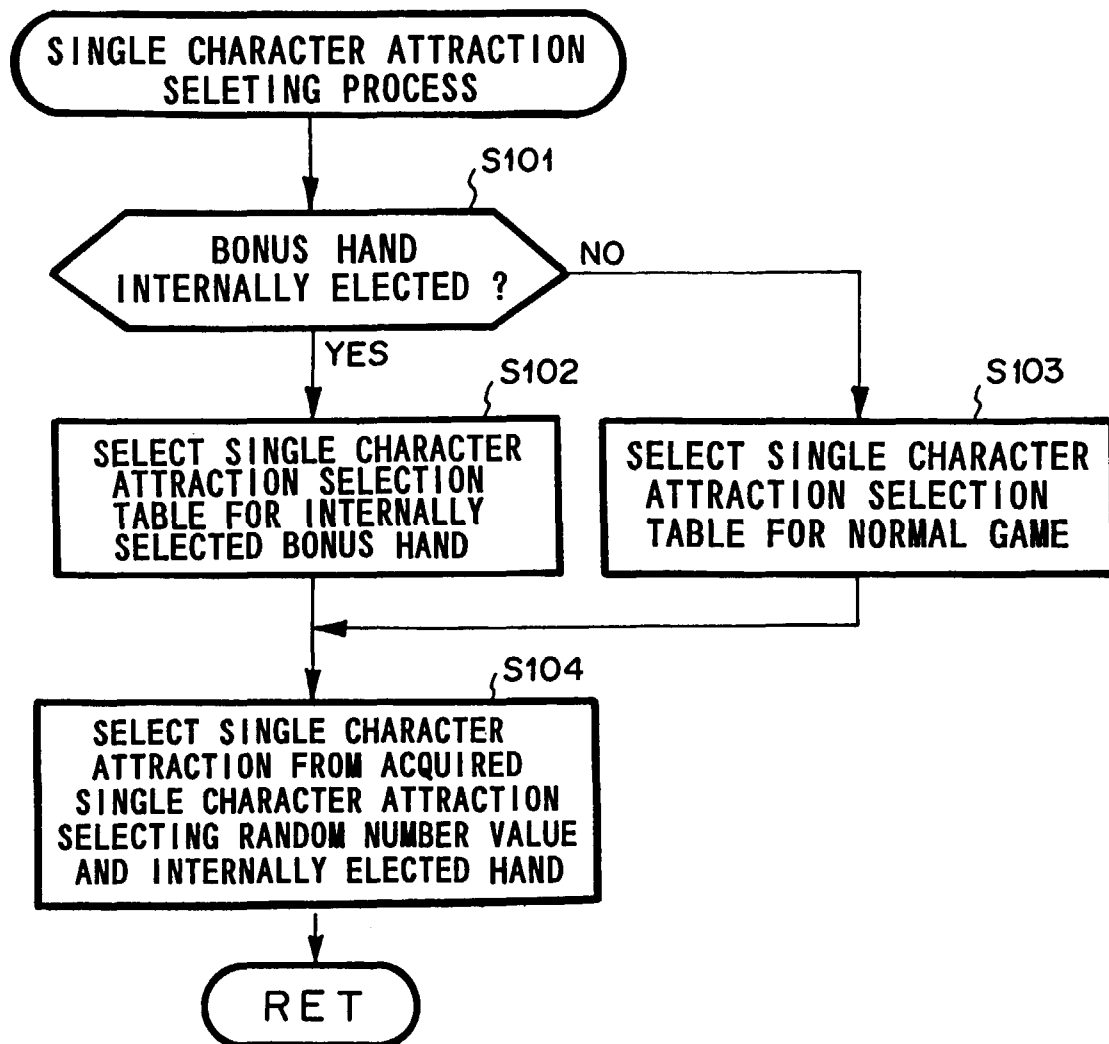 SINGLE CHARACTER ATTRACTION
SELETING PROCESS
S101
BONUS HAND
INTERNALLY ELECTED ?
NO
YES
S102
SELECT SINGLE CHARACTER
ATTRACTION SELECTION
TABLE FOR INTERNALLY
SELECTED BONUS HAND
S103
SELECT SINGLE CHARACTER
ATTRACTION SELECTION
TABLE FOR NORMAL GAME
S104
SELECT SINGLE CHARACTER
ATTRACTION FROM ACQUIRED
SINGLE CHARACTER ATTRACTION
SELECTING RANDOM NUMBER VALUE
AND INTERNALLY ELECTED HAND
RET